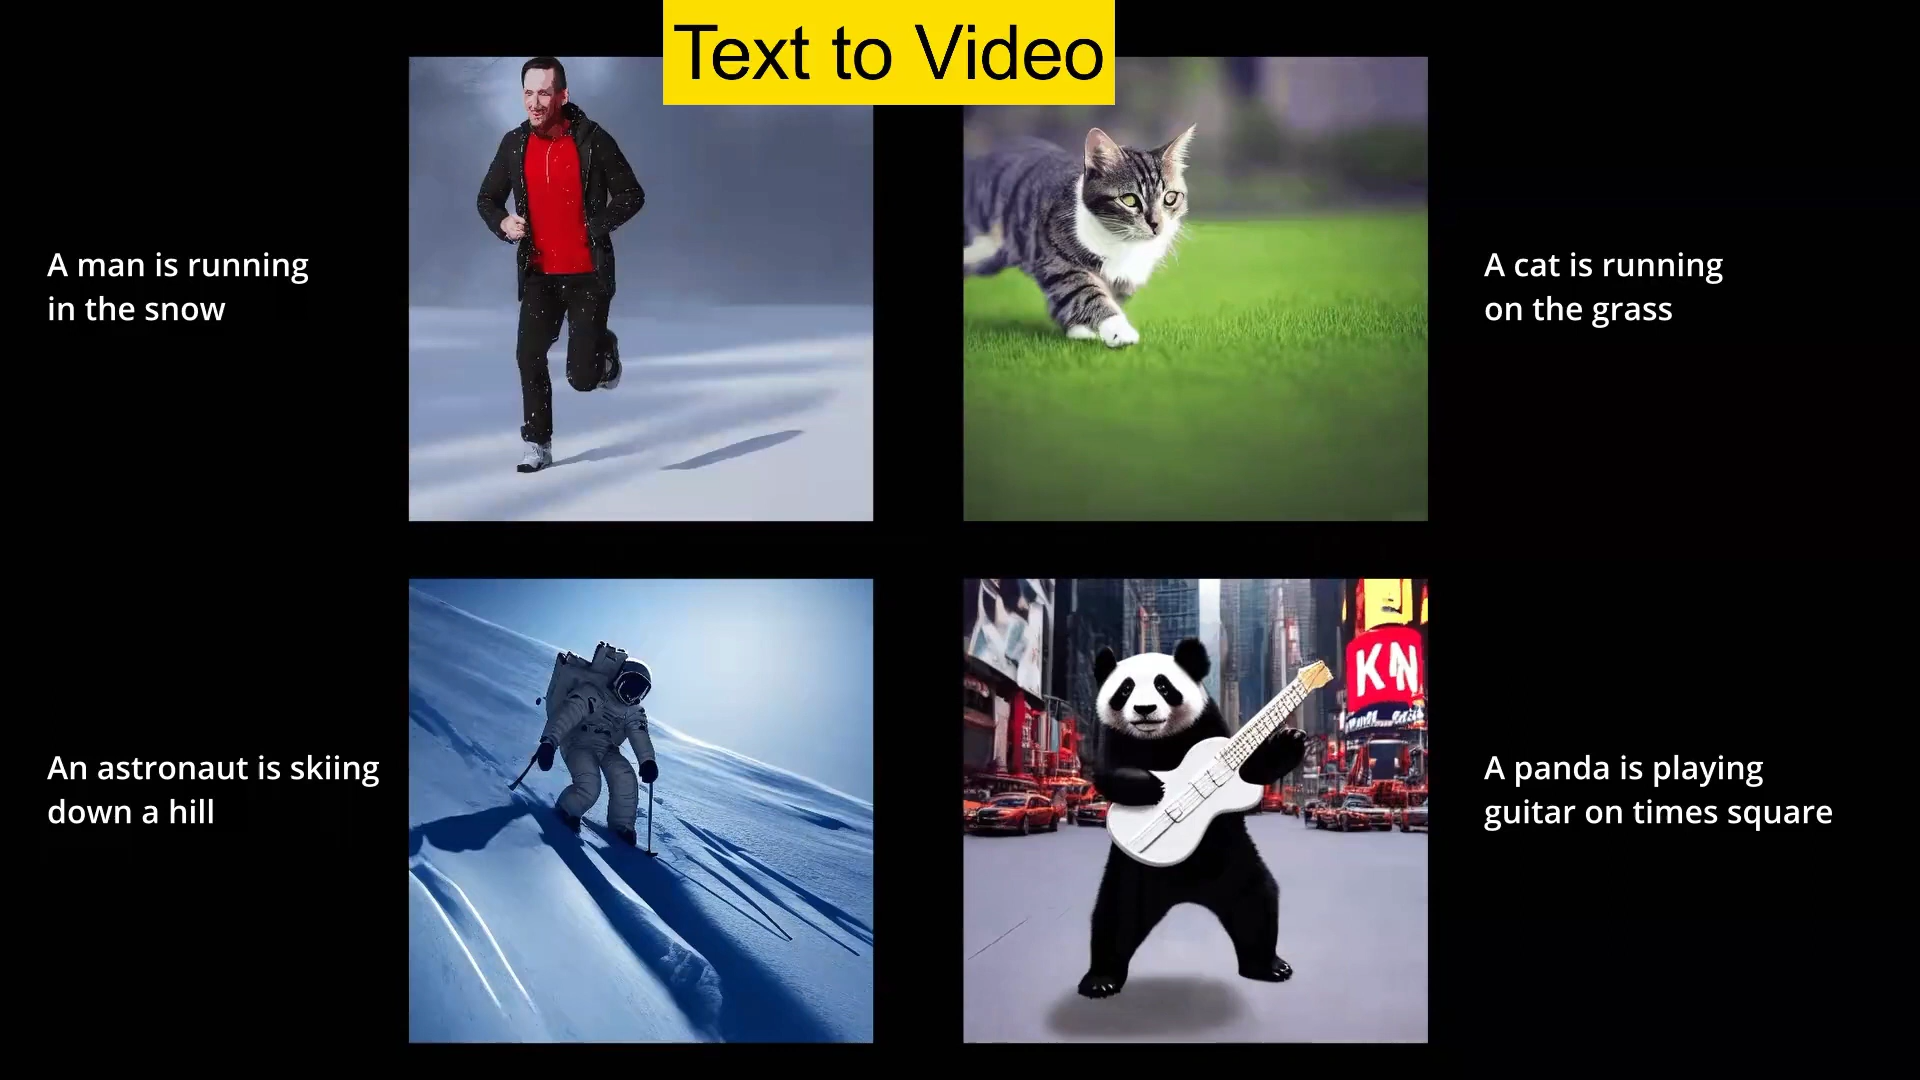 Text to Video
A man is running
in the snow
A cat is running
on the grass
An astronaut is skiing
down a hill
KN
A panda is playing
guitar on times square